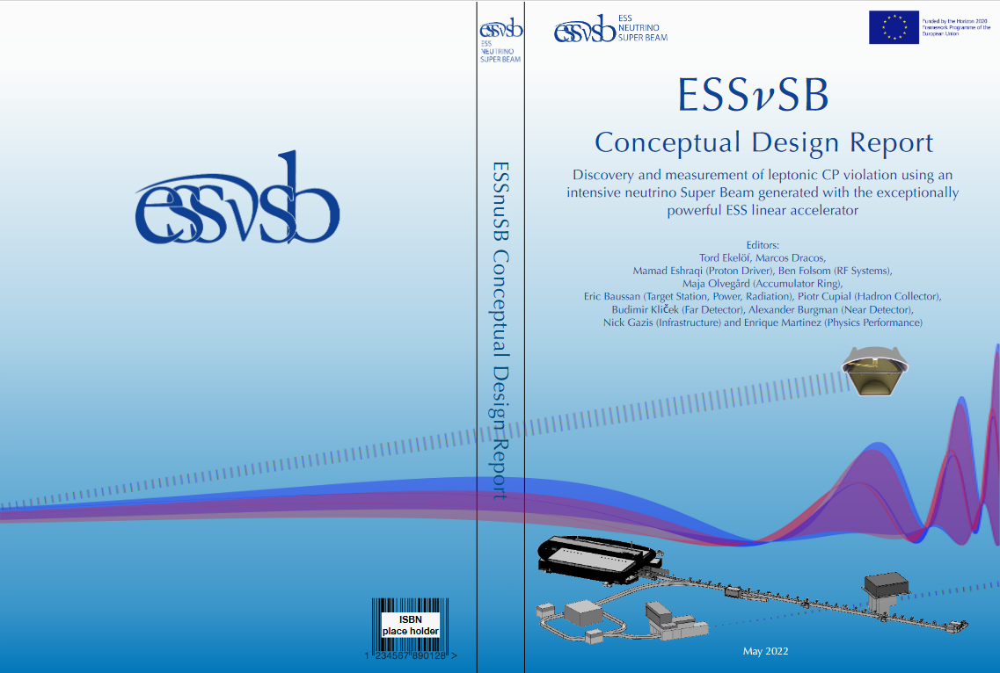 essνsb
ISBN
place holder
1 234567 890128 >
essνsb
ESS
NEUTRINO
SUPER BEAM
ESSnuSB Conceptual Design Report
essνsb
ESS
NEUTRINO
SUPER BEAM
Funded by the Horizon 2020
Framework Programme of the
European Union
ESSνSB
Conceptual Design Report
Discovery and measurement of leptonic CP violation using an
intensive neutrino Super Beam generated with the exceptionally
powerful ESS linear accelerator
Editors:
Tord Ekelöf, Marcos Dracos,
Mamad Eshraqi (Proton Driver), Ben Folsom (RF Systems),
Maja Olvegård (Accumulator Ring),
Eric Baussan (Target Station, Power, Radiation), Piotr Cupial (Hadron Collector),
Budimir Kliček (Far Detector), Alexander Burgman (Near Detector),
Nick Gazis (Infrastructure) and Enrique Martinez (Physics Performance)
May 2022